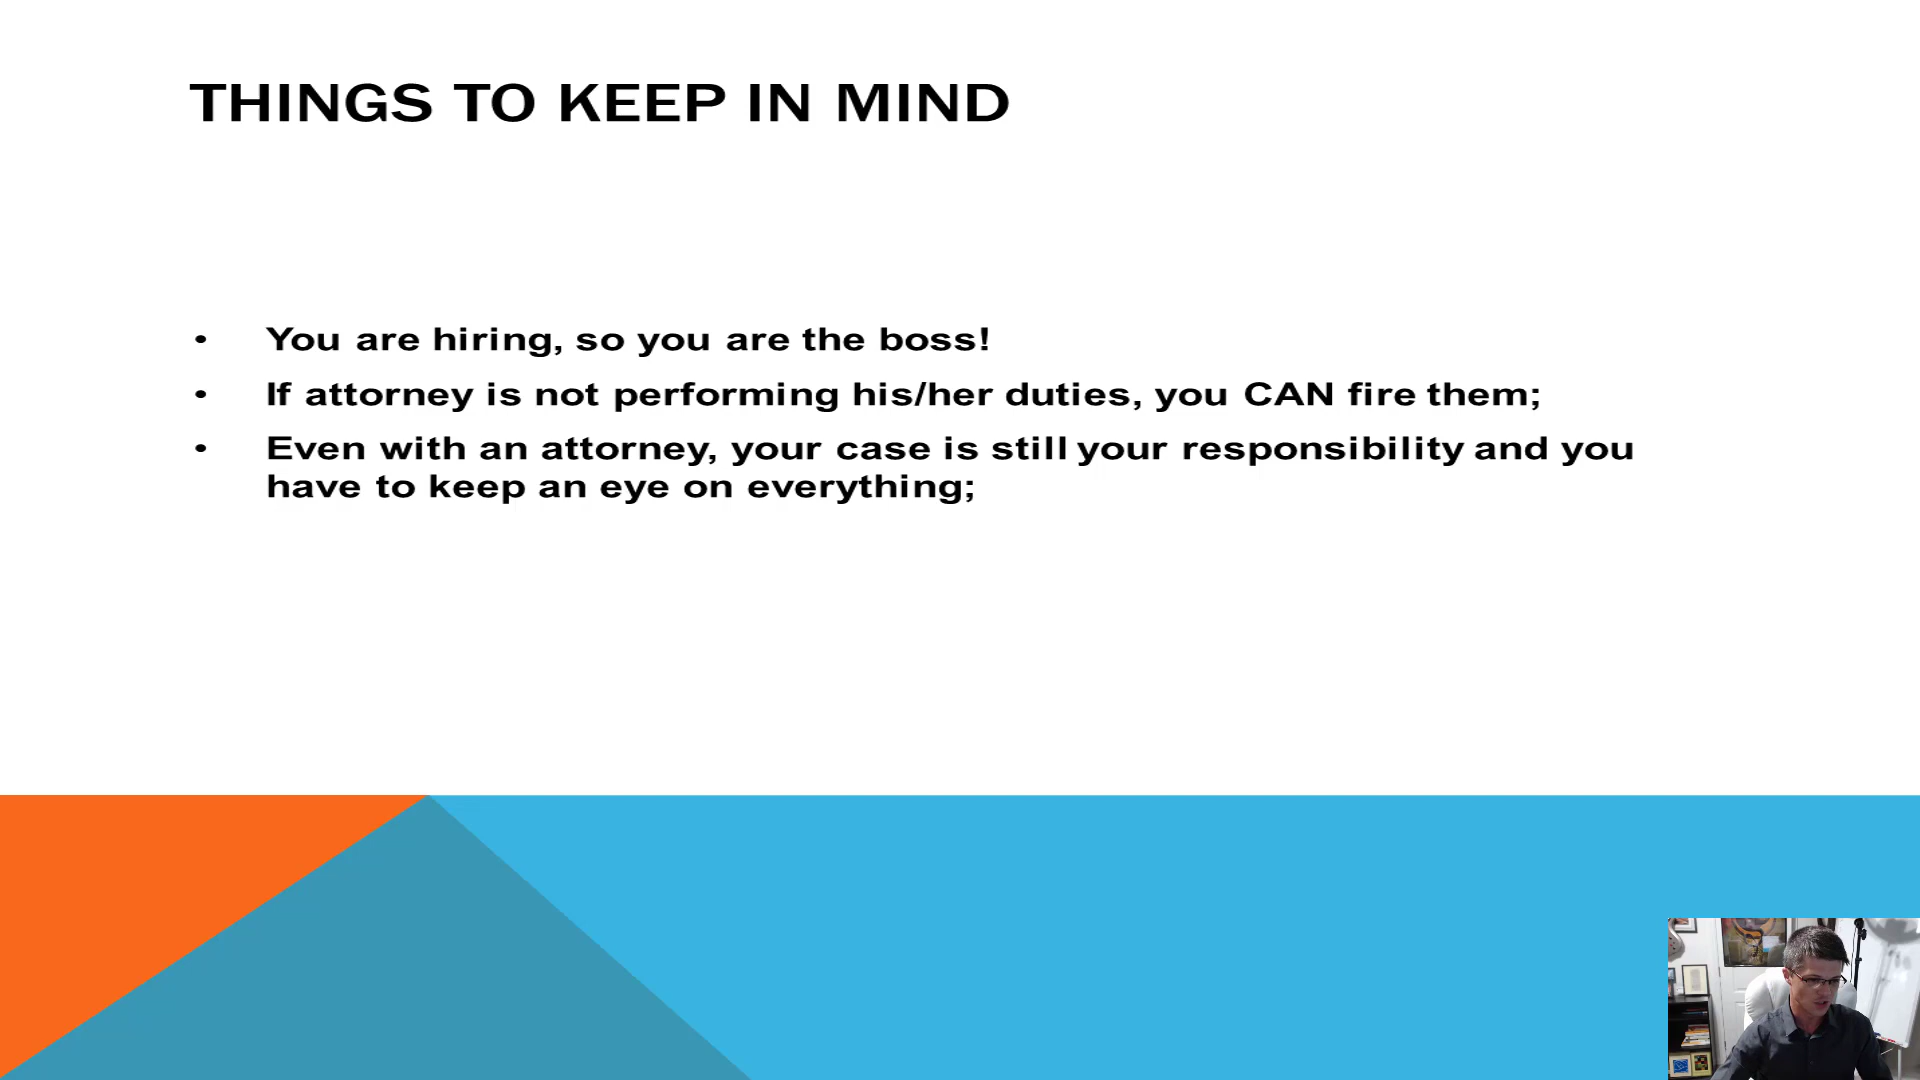 THINGS TO KEEP IN MIND
• You are hiring, so you are the boss!
• If attorney is not performing his/her duties, you CAN fire them;
• Even with an attorney, your case is still your responsibility and you
have to keep an eye on everything;